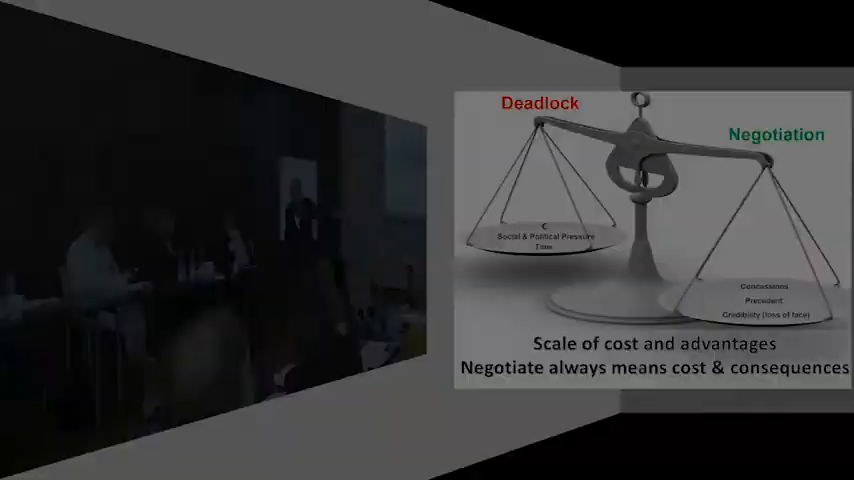 Deadlock
Negotiation
€
Social & Political Pressure
Time
Concessions
Precedent
Credibility (loss of face)
Scale of cost and advantages
Negotiate always means cost & consequences